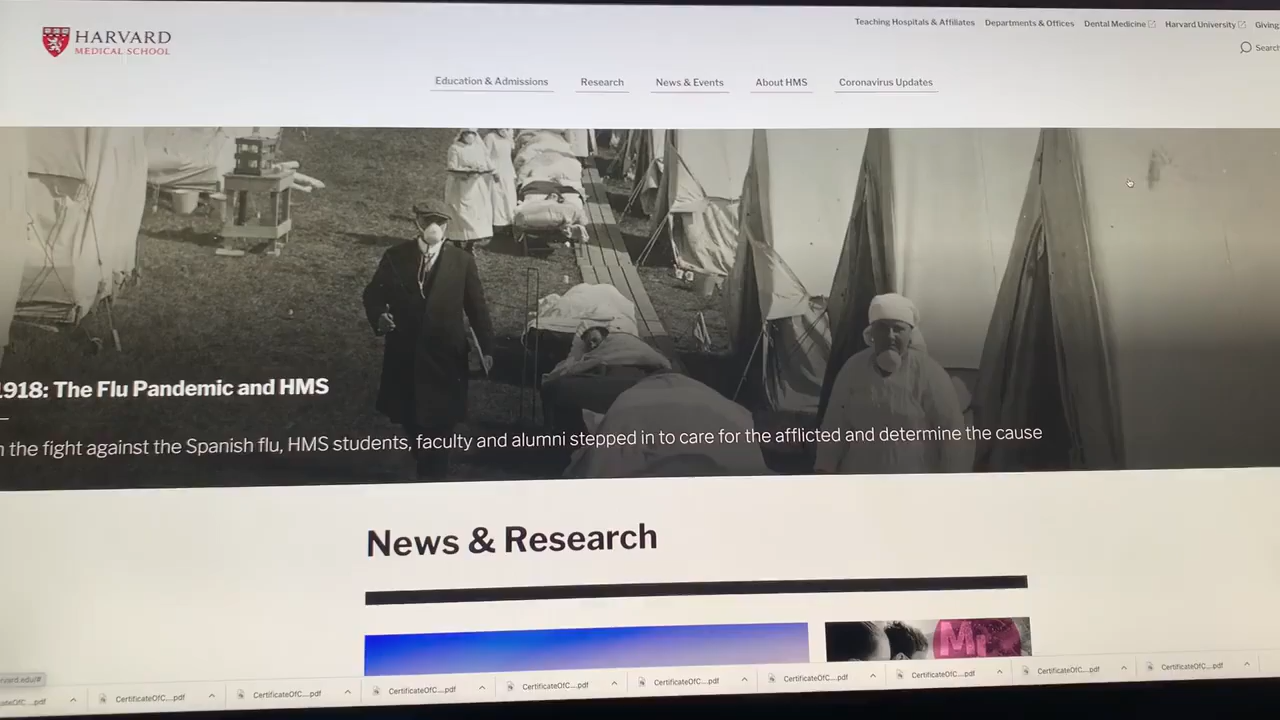 Teaching Hospitals & Affiliates Departments & Offices Dental Medicine Harvard University Giving
HARVARD
MEDICAL SCHOOL
Search
Education & Admissions Research News & Events About HMS Coronavirus Updates
1918: The Flu Pandemic and HMS
the fight against the Spanish flu, HMS students, faculty and alumni stepped in to care for the afflicted and determine the cause
News & Research
CertificateOfC....pdf CertificateOfC....pdf CertificateOfC....pdf CertificateOfC....pdf CertificateOfC....pdf CertificateOfC....pdf CertificateOfC....pdf CertificateOfC....pdf CertificateOfC....pdf